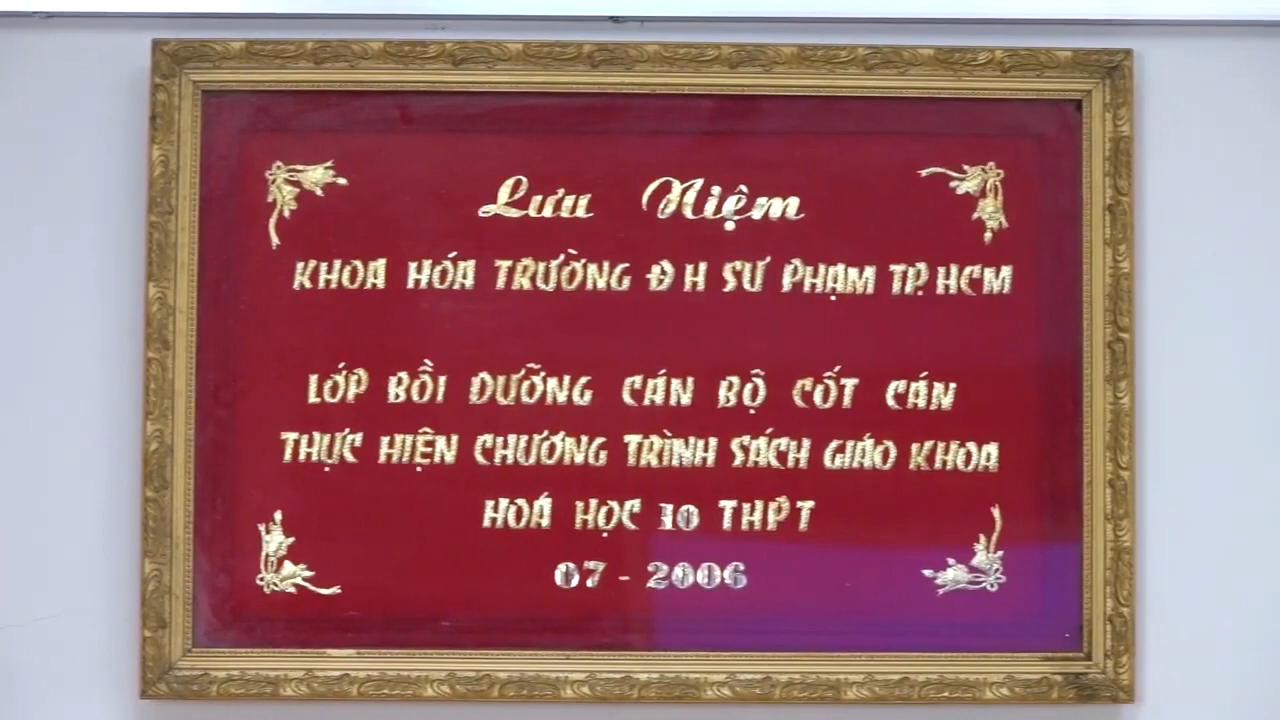 Lưu Niệm
KHOA HÓA TRƯỜNG ĐH SƯ PHẠM TP. HCM
LỚP BỒI DƯỠNG CÁN BỘ CỐT CÁN
THỰC HIỆN CHƯƠNG TRÌNH SÁCH GIÁO KHOA
HOÁ HỌC 10 THPT
07 - 2006